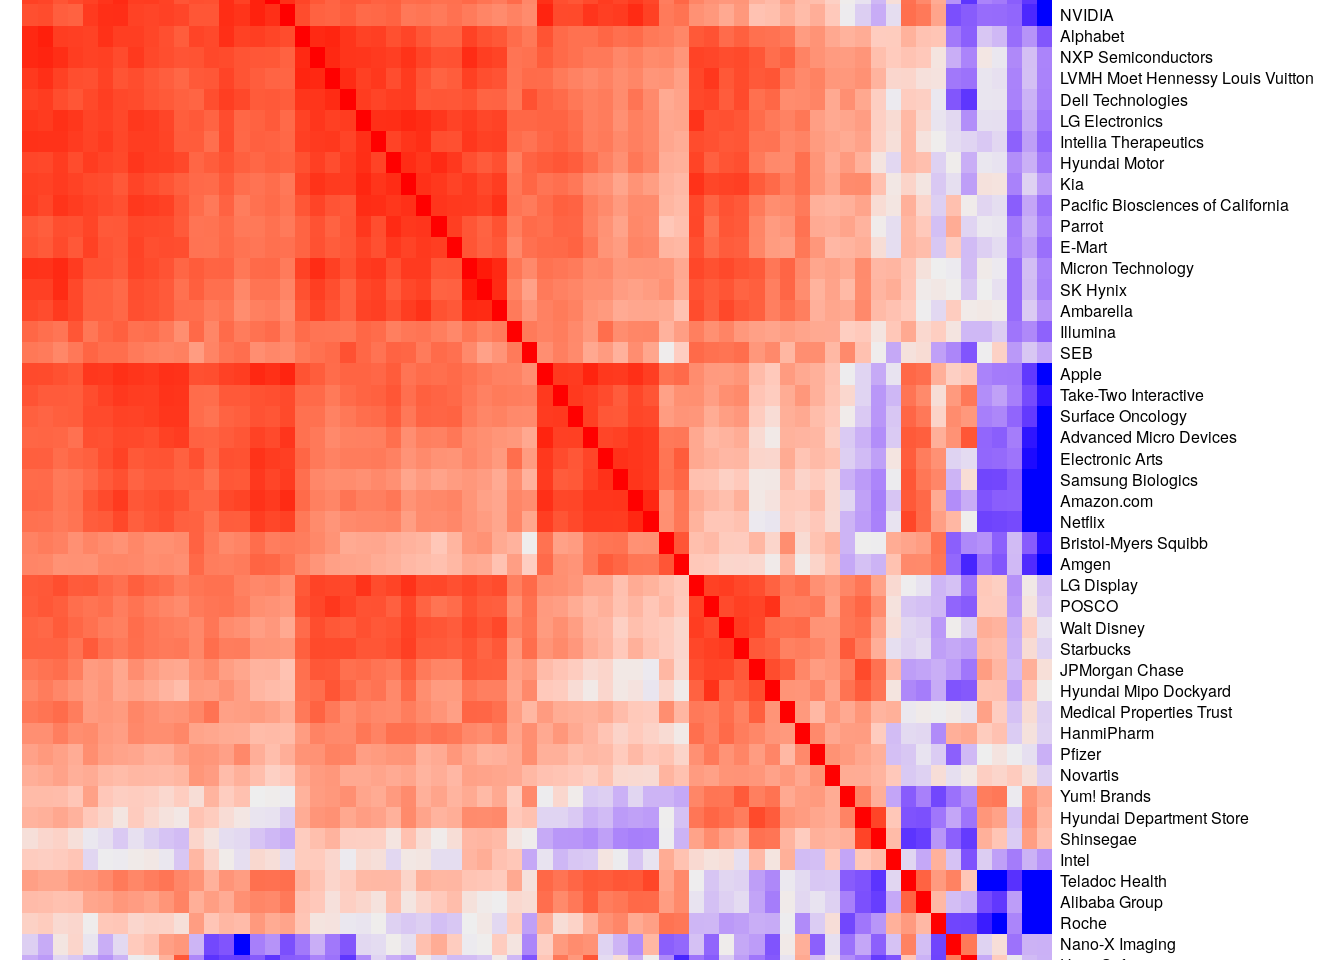 NVIDIA
Alphabet
NXP Semiconductors
LVMH Moet Hennessy Louis Vuitton
Dell Technologies
LG Electronics
Intellia Therapeutics
Hyundai Motor
Kia
Pacific Biosciences of California
Parrot
E-Mart
Micron Technology
SK Hynix
Ambarella
Illumina
SEB
Apple
Take-Two Interactive
Surface Oncology
Advanced Micro Devices
Electronic Arts
Samsung Biologics
Amazon.com
Netflix
Bristol-Myers Squibb
Amgen
LG Display
POSCO
Walt Disney
Starbucks
JPMorgan Chase
Hyundai Mipo Dockyard
Medical Properties Trust
HanmiPharm
Pfizer
Novartis
Yum! Brands
Hyundai Department Store
Shinsegae
Intel
Teladoc Health
Alibaba Group
Roche
Nano-X Imaging